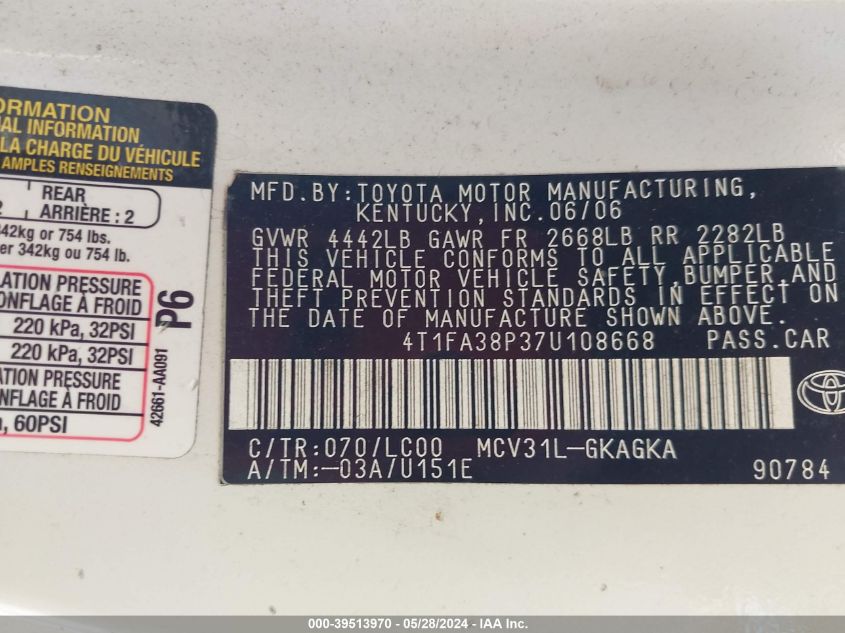 ORMATION
AL INFORMATION
LA CHARGE DU VÉHICULE
AMPLES RENSEIGNEMENTS
REAR
ARRIÈRE : 2
342kg or 754 lbs.
er 342kg ou 754 lb.
LATION PRESSURE
ONFLAGE À FROID
220 kPa, 32PSI
220 kPa, 32PSI
N PRESSURE
FLAGE À FROID
, 60PSI
P6
42661-AA091
MFD.BY:TOYOTA MOTOR MANUFACTURING,
KENTUCKY,INC.06/06
GVWR 4442LB GAWR FR 2668LB RR 2282LB
THIS VEHICLE CONFORMS TO ALL APPLICABLE
FEDERAL MOTOR VEHICLE SAFETY,BUMPER,AND
THEFT PREVENTION STANDARDS IN EFFECT ON
THE DATE OF MANUFACTURE SHOWN ABOVE.
4T1FA38P37U108668 PASS.CAR
C/TR:070/LC00 MCV31L-GKAGKA
A/TM:-03A/U151E 90784
000-39513970 / 05/28/2024 / IAA Inc.